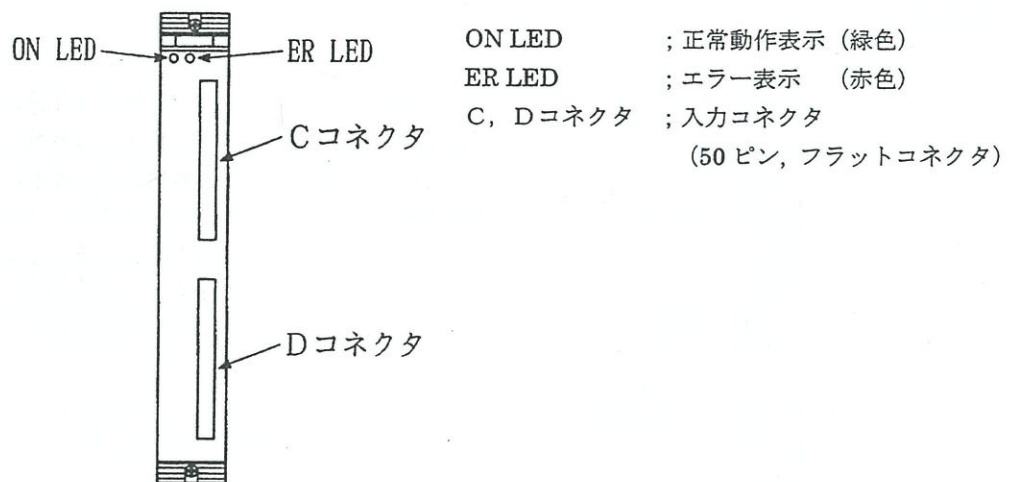 ON LED
ER LED
Cコネクタ
Dコネクタ
ON LED ；正常動作表示（緑色）
ER LED ；エラー表示 （赤色）
C，Dコネクタ ；入力コネクタ
（50 ピン，フラットコネクタ）